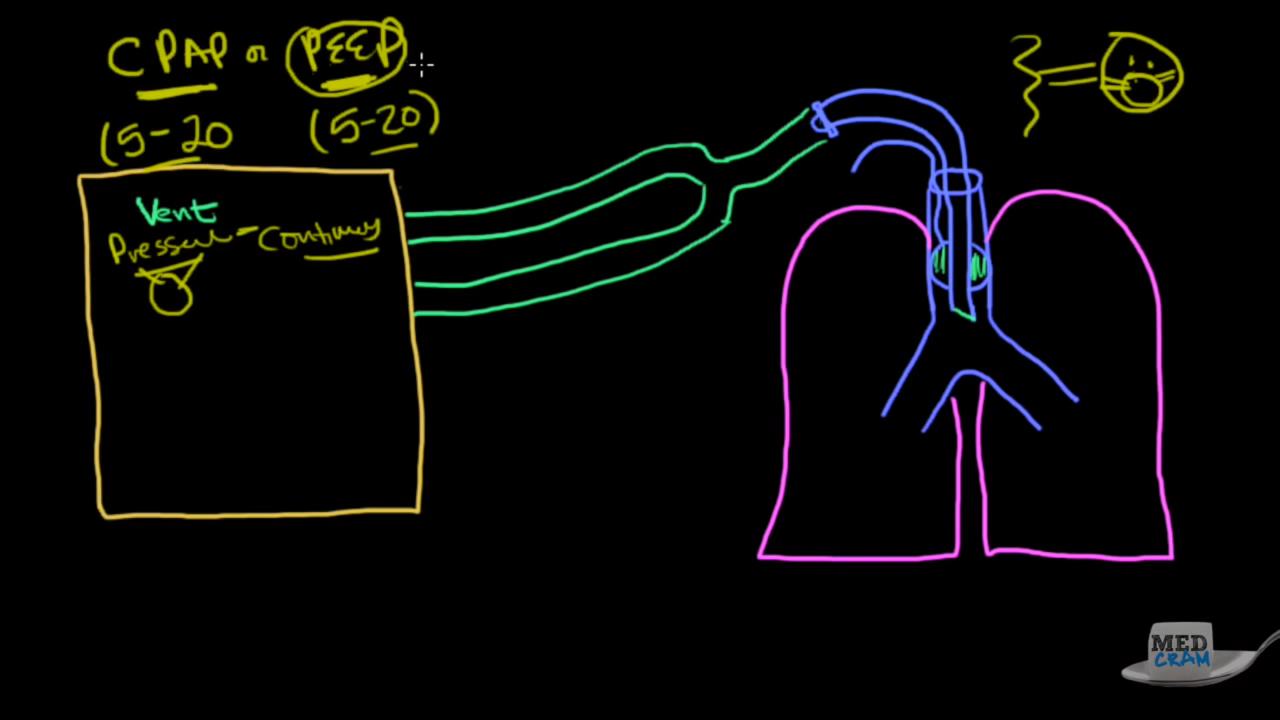 CPAP or PEEP
(5-20 (5-20)
Vent
Pressure - Continuous
MED
CRAM